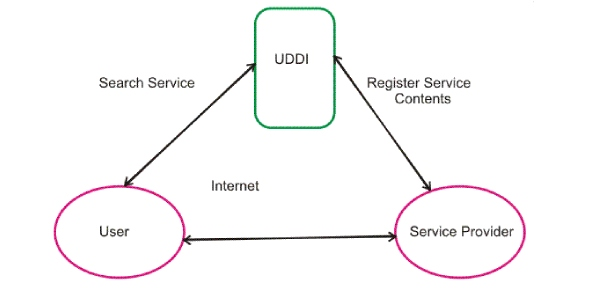 UDDI
Search Service
Register Service
Contents
Internet
User
Service Provider